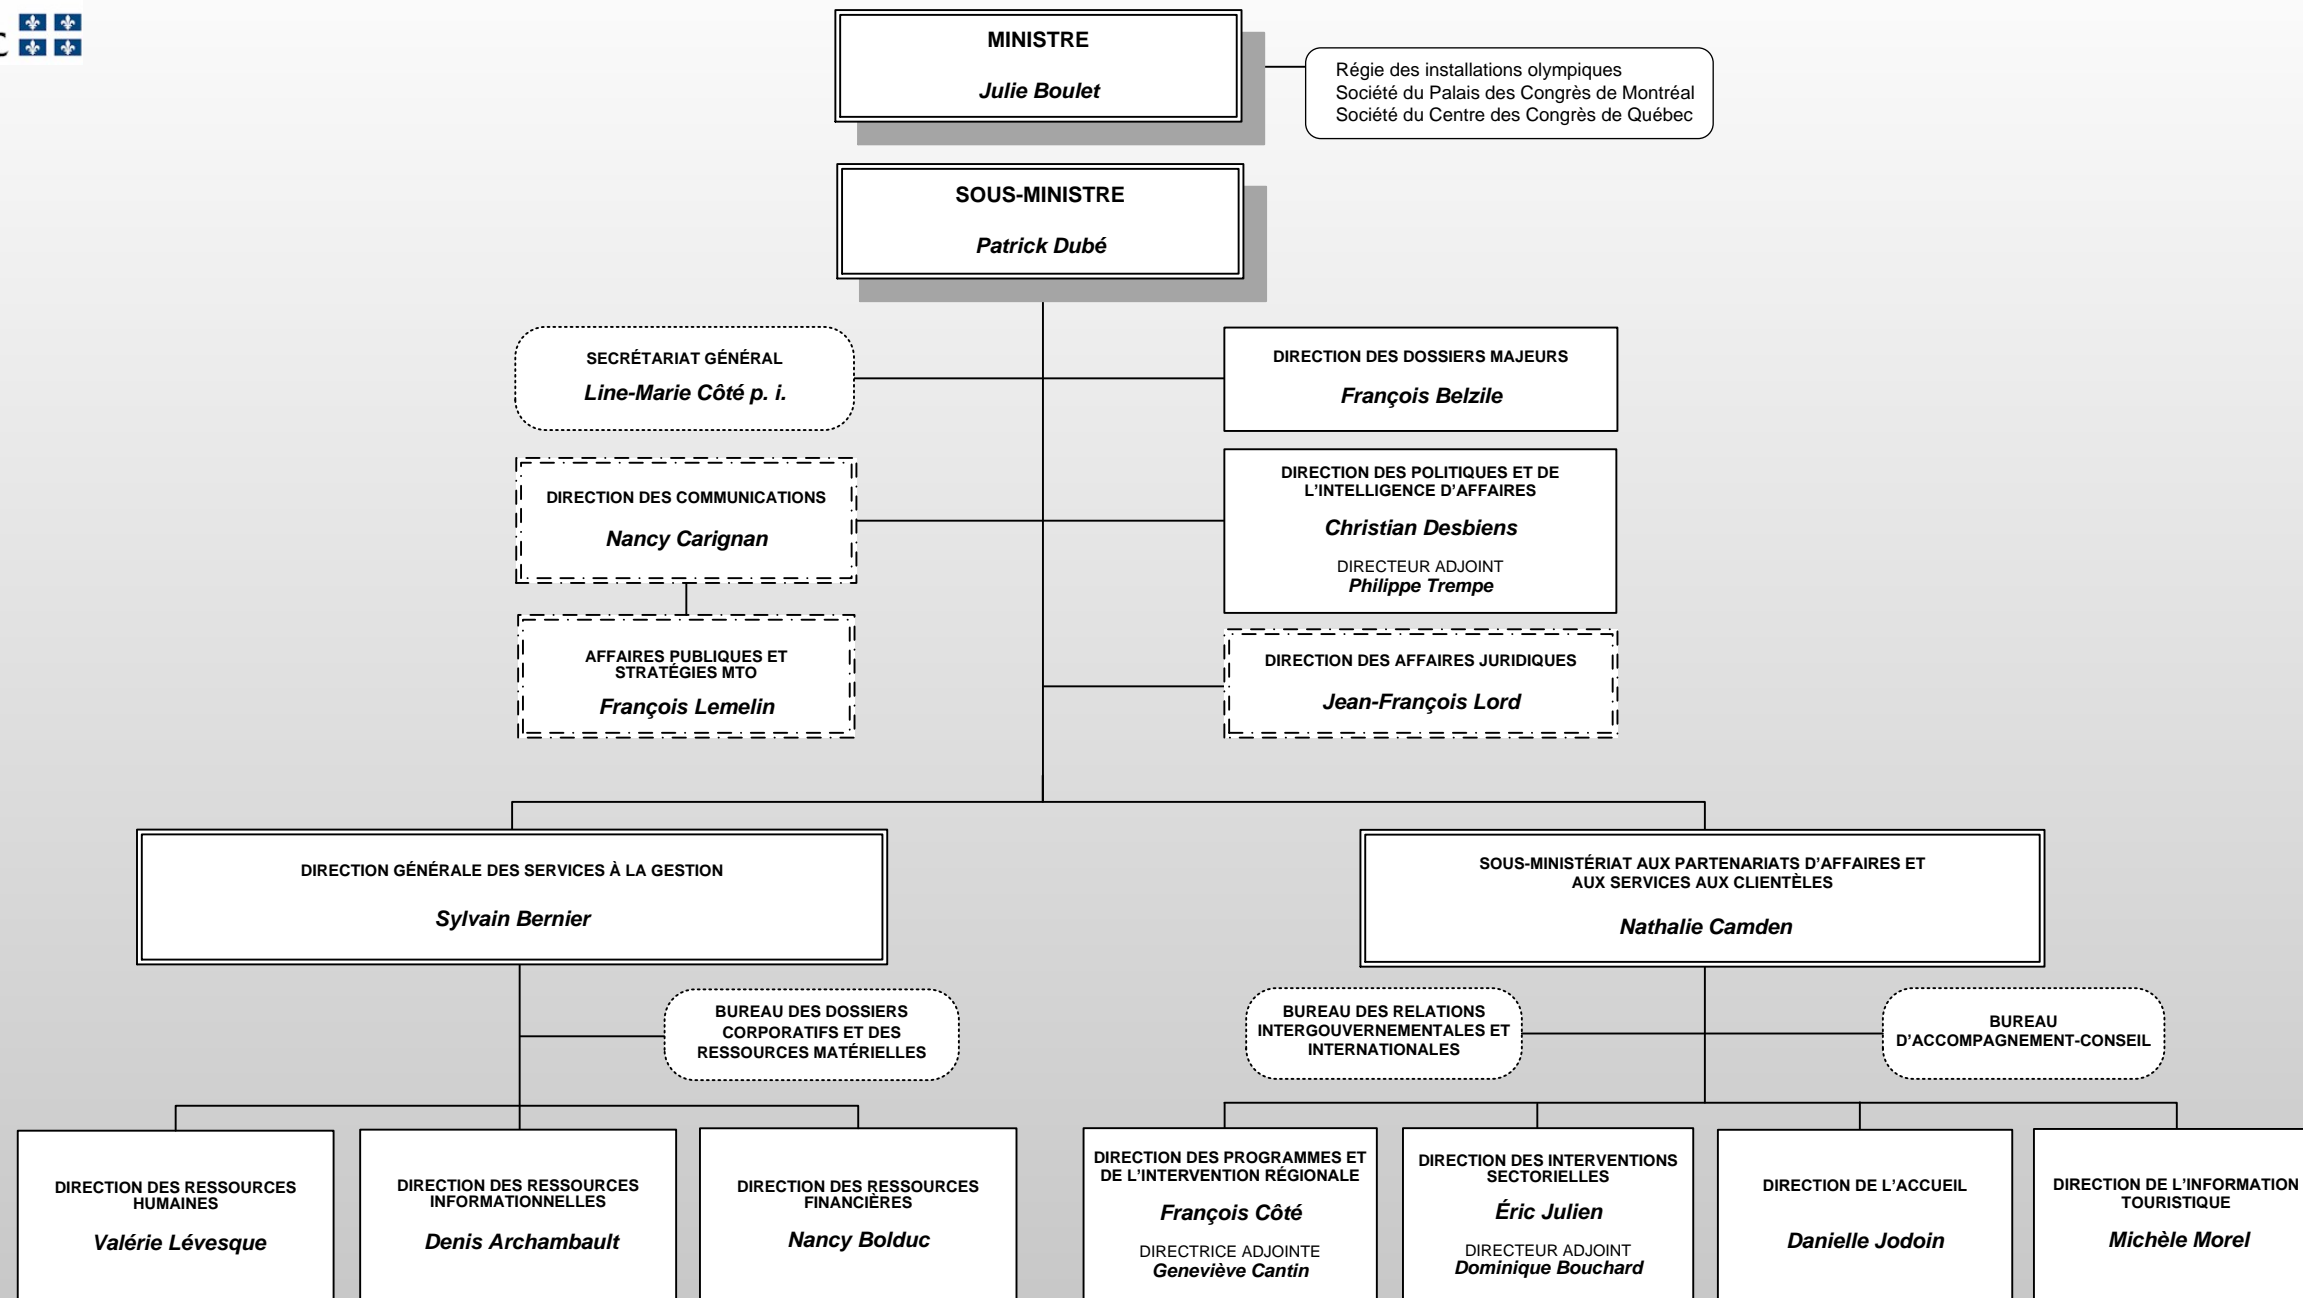 MINISTRE
Julie Boulet
Régie des installations olympiques
Société du Palais des Congrès de Montréal
Société du Centre des Congrès de Québec
SOUS-MINISTRE
Patrick Dubé
SECRÉTARIAT GÉNÉRAL
Line-Marie Côté p. i.
DIRECTION DES DOSSIERS MAJEURS
François Belzile
DIRECTION DES COMMUNICATIONS
Nancy Carignan
DIRECTION DES POLITIQUES ET DE
L'INTELLIGENCE D'AFFAIRES
Christian Desbiens
DIRECTEUR ADJOINT
Philippe Trempe
AFFAIRES PUBLIQUES ET
STRATÉGIES MTO
François Lemelin
DIRECTION DES AFFAIRES JURIDIQUES
Jean-François Lord
DIRECTION GÉNÉRALE DES SERVICES À LA GESTION
Sylvain Bernier
SOUS-MINISTÉRIAT AUX PARTENARIATS D'AFFAIRES ET
AUX SERVICES AUX CLIENTÈLES
Nathalie Camden
BUREAU DES DOSSIERS
CORPORATIFS ET DES
RESSOURCES MATÉRIELLES
BUREAU DES RELATIONS
INTERGOUVERNEMENTALES ET
INTERNATIONALES
BUREAU
D'ACCOMPAGNEMENT-CONSEIL
DIRECTION DES RESSOURCES
HUMAINES
Valérie Lévesque
DIRECTION DES RESSOURCES
INFORMATIONNELLES
Denis Archambault
DIRECTION DES RESSOURCES
FINANCIÈRES
Nancy Bolduc
DIRECTION DES PROGRAMMES ET
DE L'INTERVENTION RÉGIONALE
François Côté
DIRECTRICE ADJOINTE
Geneviève Cantin
DIRECTION DES INTERVENTIONS
SECTORIELLES
Éric Julien
DIRECTEUR ADJOINT
Dominique Bouchard
DIRECTION DE L'ACCUEIL
Danielle Jodoin
DIRECTION DE L'INFORMATION
TOURISTIQUE
Michèle Morel